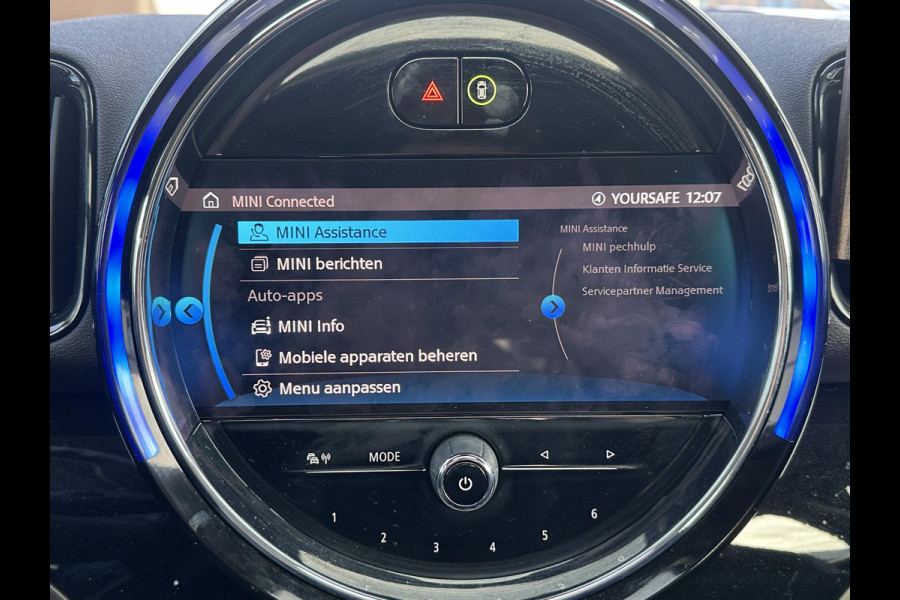 MINI Connected YOURSAFE 12:07
MINI Assistance
MINI berichten
Auto-apps
MINI Info
Mobiele apparaten beheren
Menu aanpassen
MINI Assistance
MINI pechhulp
Klanten Informatie Service
Servicepartner Management
MODE
1 2 3 4 5 6